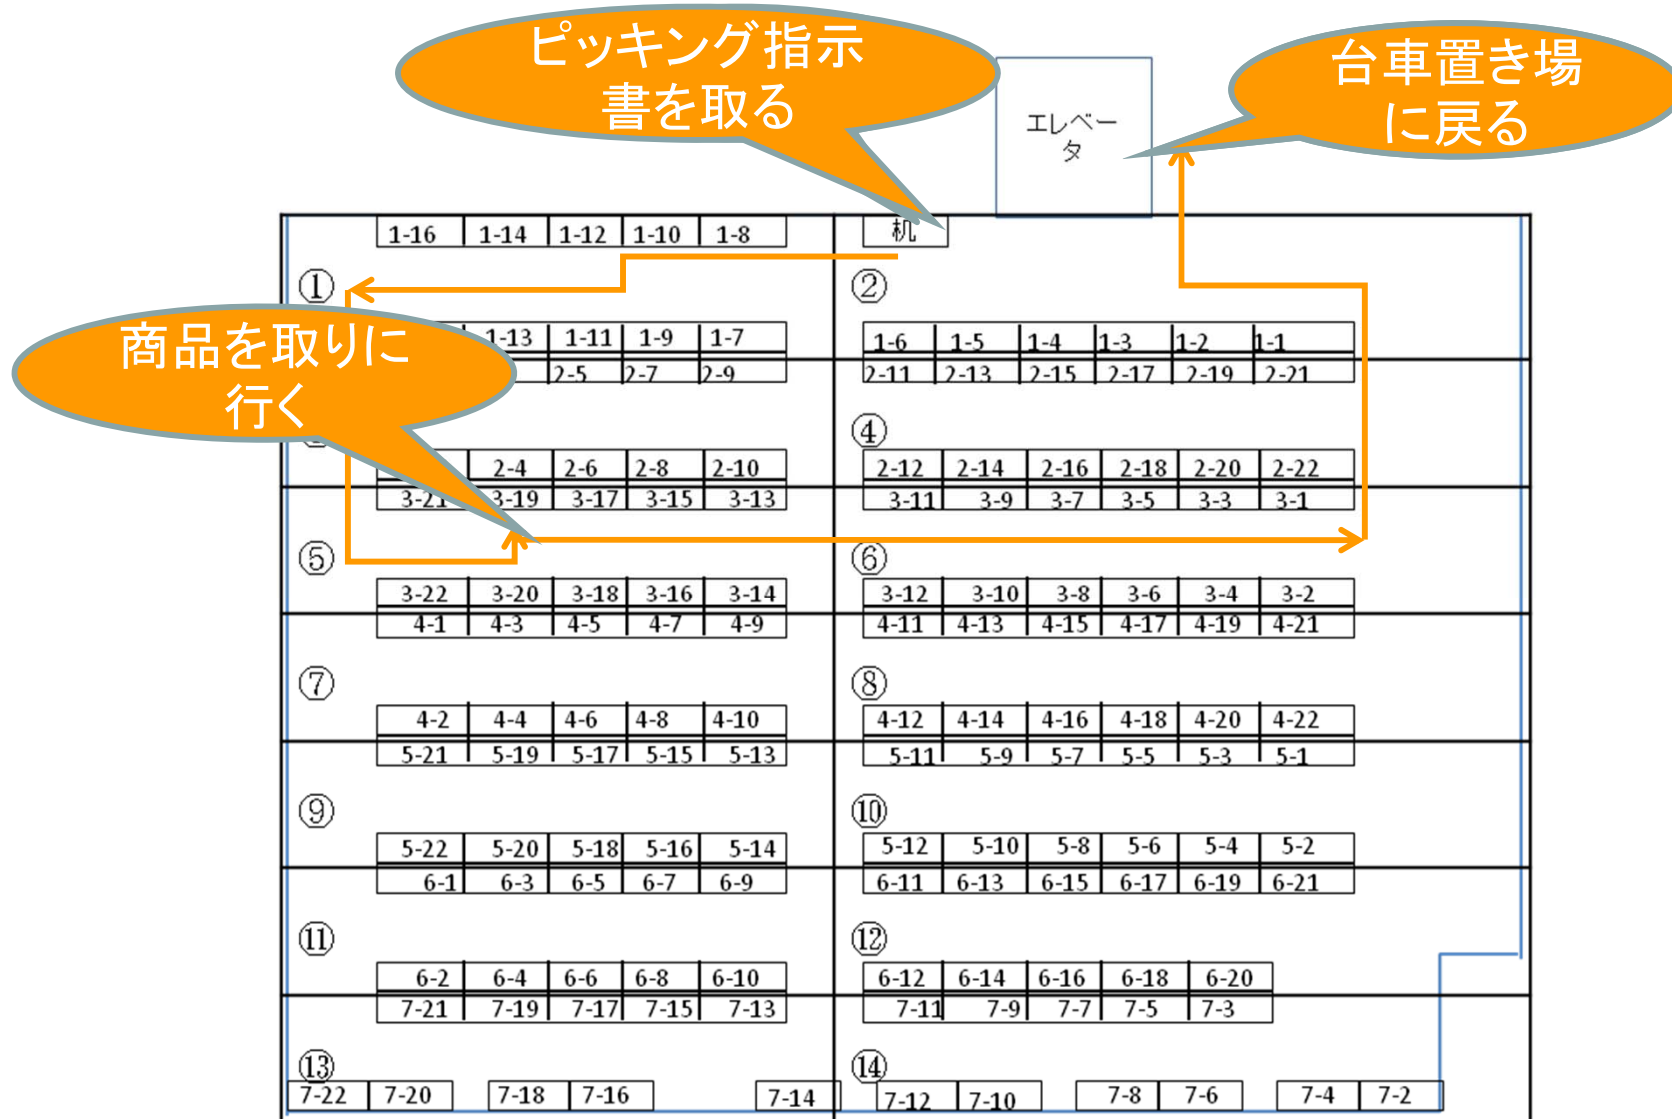 ピッキング指示
書を取る
台車置き場
に戻る
エレベー
タ
1-16 1-14 1-12 1-10 1-8 机
① ②
商品を取りに
行く
1-13 1-11 1-9 1-7 1-6 1-5 1-4 1-3 1-2 1-1
2-5 2-7 2-9 2-11 2-13 2-15 2-17 2-19 2-21
④
2-4 2-6 2-8 2-10 2-12 2-14 2-16 2-18 2-20 2-22
3-21 3-19 3-17 3-15 3-13 3-11 3-9 3-7 3-5 3-3 3-1
⑤ ⑥
3-22 3-20 3-18 3-16 3-14 3-12 3-10 3-8 3-6 3-4 3-2
4-1 4-3 4-5 4-7 4-9 4-11 4-13 4-15 4-17 4-19 4-21
⑦ ⑧
4-2 4-4 4-6 4-8 4-10 4-12 4-14 4-16 4-18 4-20 4-22
5-21 5-19 5-17 5-15 5-13 5-11 5-9 5-7 5-5 5-3 5-1
⑨ ⑩
5-22 5-20 5-18 5-16 5-14 5-12 5-10 5-8 5-6 5-4 5-2
6-1 6-3 6-5 6-7 6-9 6-11 6-13 6-15 6-17 6-19 6-21
⑪ ⑫
6-2 6-4 6-6 6-8 6-10 6-12 6-14 6-16 6-18 6-20
7-21 7-19 7-17 7-15 7-13 7-11 7-9 7-7 7-5 7-3
⑬ ⑭
7-22 7-20 7-18 7-16 7-14 7-12 7-10 7-8 7-6 7-4 7-2